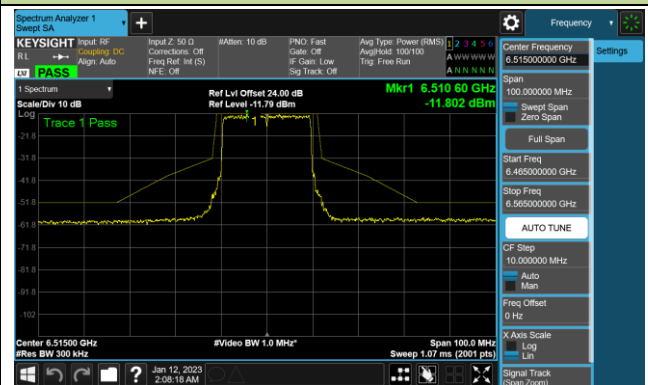 Spectrum Analyzer 1
Swept SA
+
Frequency
KEYSIGHT
RL
LXI
PASS
Input: RF
Coupling: DC
Align: Auto
Input Z: 50 Ω
Corrections: Off
Freq Ref: Int (S)
NFE: Off
#Atten: 10 dB
PNO: Fast
Gate: Off
IF Gain: Low
Sig Track: Off
Avg Type: Power (RMS)
Avg|Hold: 100/100
Trig: Free Run
1 2 3 4 5 6
A W W W W W
A N N N N N
1 Spectrum
Scale/Div 10 dB
Ref Lvl Offset 24.00 dB
Ref Level -11.79 dBm
Mkr1 6.510 60 GHz
-11.802 dBm
Log
Trace 1 Pass
1
-21.8
-31.8
-41.8
-51.8
-61.8
-71.8
-81.8
-91.8
-102
Center 6.51500 GHz
#Res BW 300 kHz
#Video BW 1.0 MHz*
Span 100.0 MHz
Sweep 1.07 ms (2001 pts)
Jan 12, 2023
2:08:18 AM
?
Center Frequency
6.515000000 GHz
Span
100.000000 MHz
Swept Span
Zero Span
Full Span
Start Freq
6.465000000 GHz
Stop Freq
6.565000000 GHz
AUTO TUNE
CF Step
10.000000 MHz
Auto
Man
Freq Offset
0 Hz
X Axis Scale
Log
Lin
Signal Track
(Span Zoom)
Settings